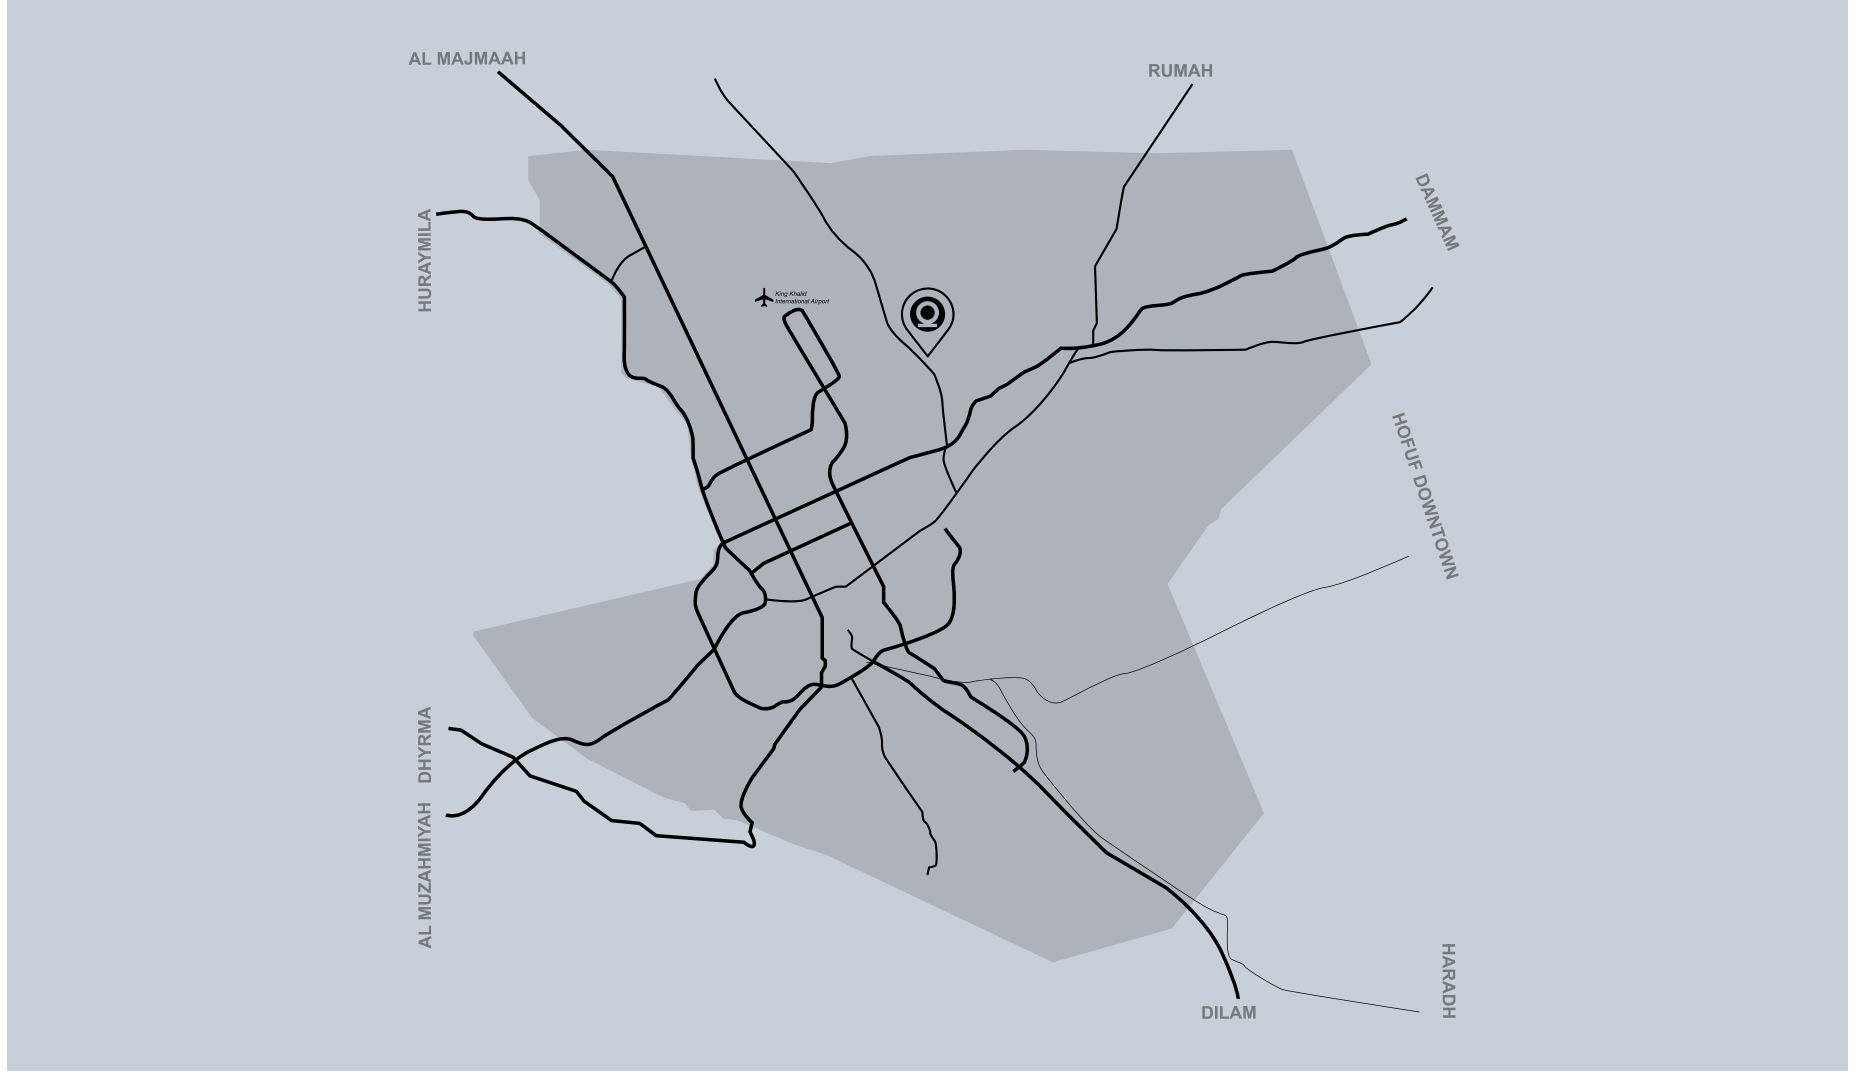 AL MAJMAAH
RUMAH
DAMMAM
HURAYMILA
King Khalid
International Airport
HOFUF DOWNTOWN
DHYRMA
AL MUZAHMIYAH
HARADH
DILAM